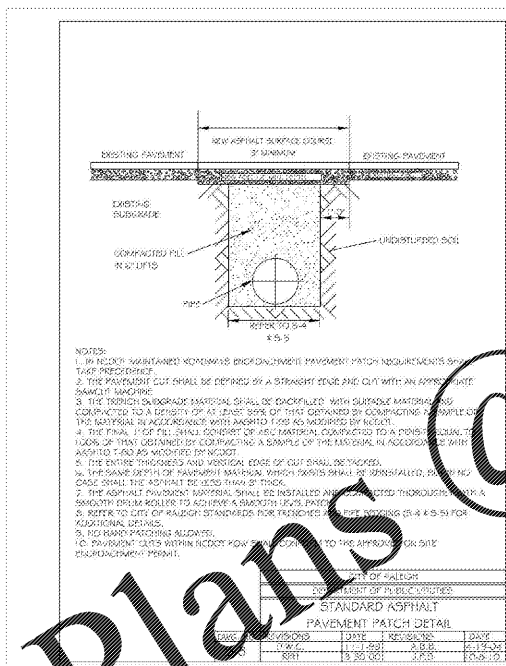 NEW ASPHALT SURFACE COURSE
3" MINIMUM
EXISTING PAVEMENT
EXISTING PAVEMENT
EXISTING
SUBGRADE
UNDISTURBED SOIL
COMPACTED FILL
IN 6" LIFTS
PIPE
REFER TO S-4
& S-5
NOTES:
1. IN NCDOT MAINTAINED ROADWAYS ENCROACHMENT PAVEMENT PATCH REQUIREMENTS SHALL
TAKE PRECEDENCE.
2. THE PAVEMENT CUT SHALL BE DEFINED BY A STRAIGHT EDGE AND CUT WITH AN APPROPRIATE
SAWCUT MACHINE
3. THE TRENCH SUBGRADE MATERIAL SHALL BE BACKFILLED WITH SUITABLE MATERIAL AND
COMPACTED TO A DENSITY OF AT LEAST 95% OF THAT OBTAINED BY COMPACTING A SAMPLE OF
THE MATERIAL IN ACCORDANCE WITH AASHTO T-99 AS MODIFIED BY NCDOT.
4. THE FINAL OF FILL SHALL CONSIST OF ABC MATERIAL COMPACTED TO A DENSITY EQUAL TO
100% OF THAT OBTAINED BY COMPACTING A SAMPLE OF THE MATERIAL IN ACCORDANCE WITH
AASHTO T-180 AS MODIFIED BY NCDOT.
5. THE ENTIRE THICKNESS AND VERTICAL EDGE OF CUT SHALL BE TACKED.
6. THE SAME DEPTH OF PAVEMENT MATERIAL WHICH EXISTS SHALL BE REINSTALLED, BUT IN NO
CASE SHALL THE ASPHALT BE LESS THAN 3" THICK.
7. THE ASPHALT PAVEMENT MATERIAL SHALL BE INSTALLED AND COMPACTED THOROUGHLY WITH A
SMOOTH DRUM ROLLER TO ACHIEVE A SMOOTH LEVEL PATCH.
8. REFER TO CITY OF RALEIGH STANDARDS FOR TRENCHES AND PIPE BEDDING (S-4 & S-5) FOR
ADDITIONAL DETAILS.
9. NO HAND PATCHING ALLOWED.
10. PAVEMENT CUTS WITHIN NCDOT ROW SHALL CONFORM TO THE APPROVED ON SITE
ENCROACHMENT PERMIT.
CITY OF RALEIGH
DEPARTMENT OF PUBLIC UTILITIES
STANDARD ASPHALT
PAVEMENT PATCH DETAIL
DWG. REVISIONS DATE REVISIONS DATE
D.W.C. A.B.B.
Plans @